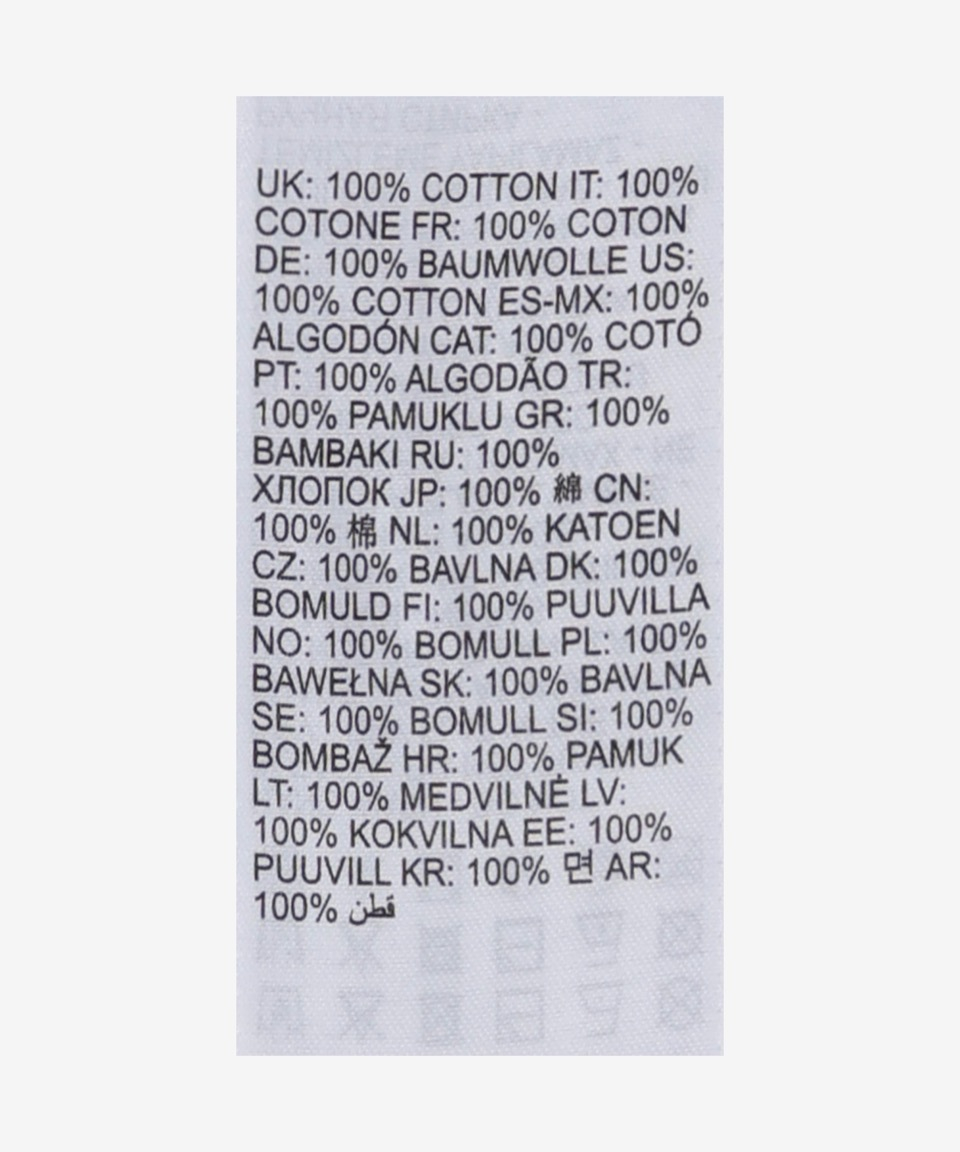 UK: 100% COTTON IT: 100%
COTONE FR: 100% COTON
DE: 100% BAUMWOLLE US:
100% COTTON ES-MX: 100%
ALGODÓN CAT: 100% COTÓ
PT: 100% ALGODÃO TR:
100% PAMUKLU GR: 100%
BAMBAKI RU: 100%
ХЛОПОК JP: 100% 綿 CN:
100% 棉 NL: 100% KATOEN
CZ: 100% BAVLNA DK: 100%
BOMULD FI: 100% PUUVILLA
NO: 100% BOMULL PL: 100%
BAWEŁNA SK: 100% BAVLNA
SE: 100% BOMULL SI: 100%
BOMBAŽ HR: 100% PAMUK
LT: 100% MEDVILNĖ LV:
100% KOKVILNA EE: 100%
PUUVILL KR: 100% 면 AR:
100% قطن